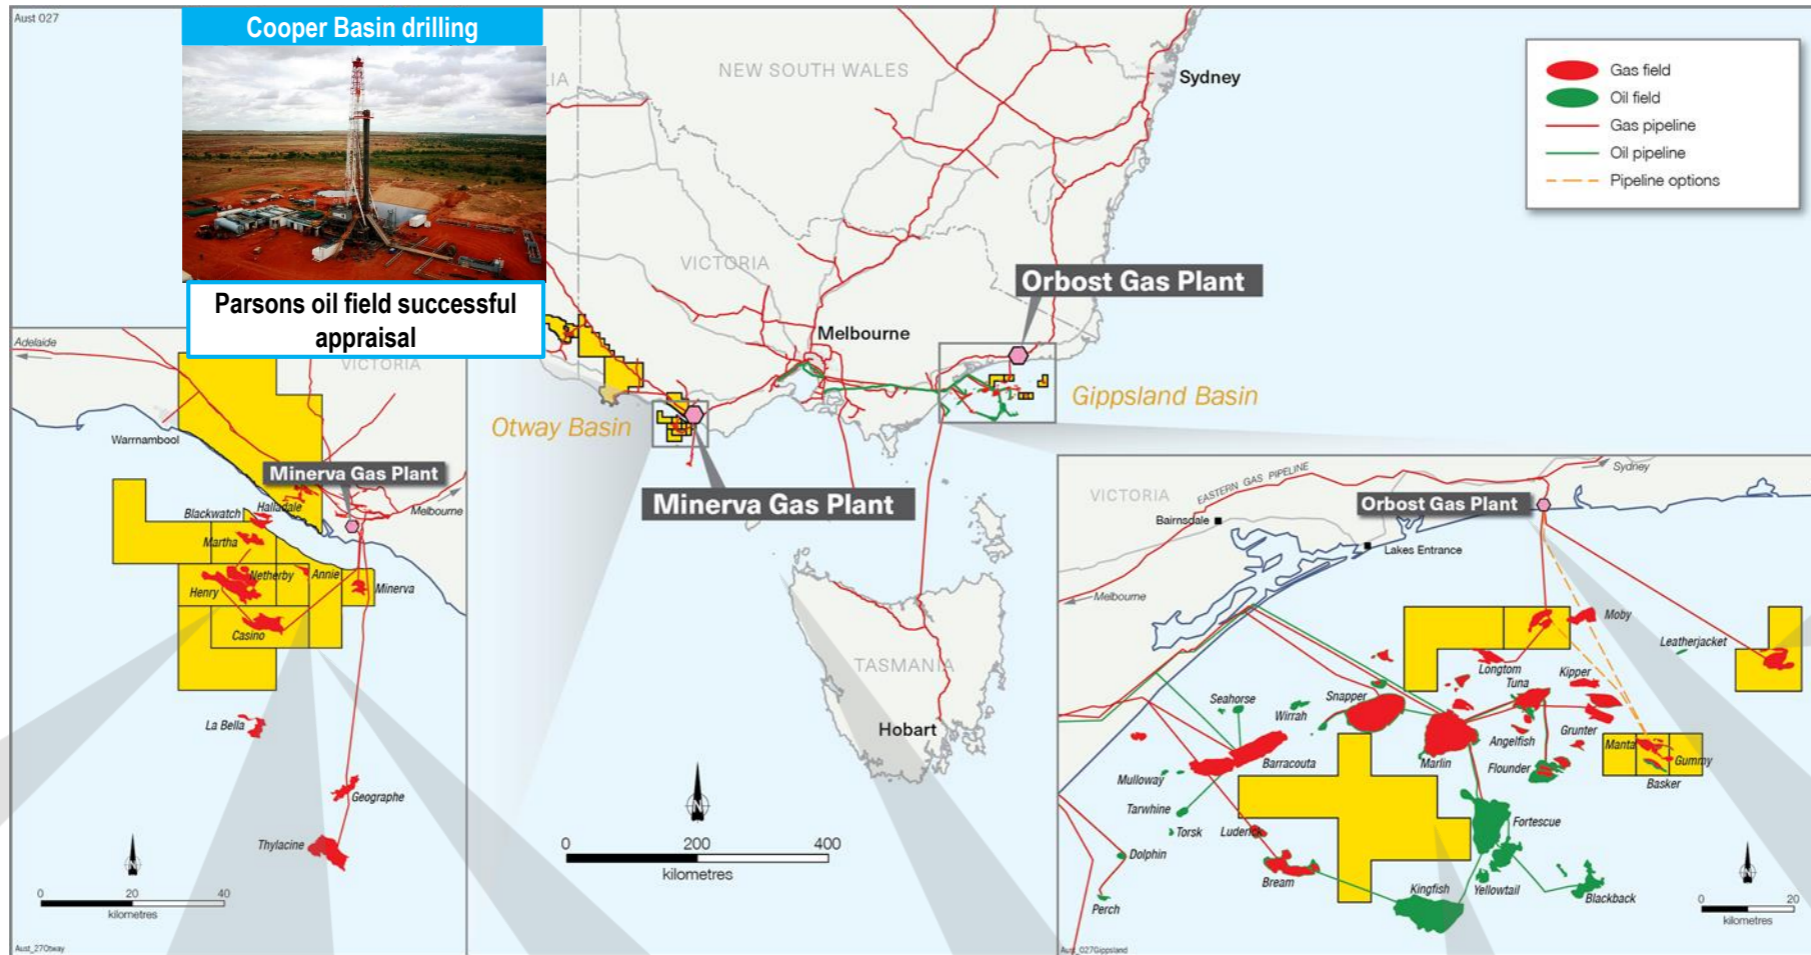 Aust 027
Cooper Basin drilling
Parsons oil field successful
appraisal
NEW SOUTH WALES
Sydney
VICTORIA
Melbourne
Orbost Gas Plant
Gippsland Basin
Otway Basin
Minerva Gas Plant
TASMANIA
Hobart
N
0 200 400
kilometres
Gas field
Oil field
Gas pipeline
Oil pipeline
Pipeline options
Adelaide
VICTORIA
Warrnambool
Minerva Gas Plant
Melbourne
Halladale
Blackwatch
Martha
Netherby
Annie
Minerva
Henry
Casino
La Bella
Geographe
Thylacine
N
0 20 40
kilometres
Aust_27Otway
VICTORIA
EASTERN GAS PIPELINE
Sydney
Orbost Gas Plant
Bairnsdale
Lakes Entrance
Melbourne
Moby
Leatherjacket
Longtom
Kipper
Tuna
Snapper
Seahorse
Wirrah
Grunter
Angelfish
Manta
Gummy
Marlin
Flounder
Basker
Barracouta
Mulloway
Tarwhine
Torsk
Luderick
Fortescue
Dolphin
Bream
Kingfish
Yellowtail
Blackback
Perch
N
0 20
kilometres
Aust_027Gippsland